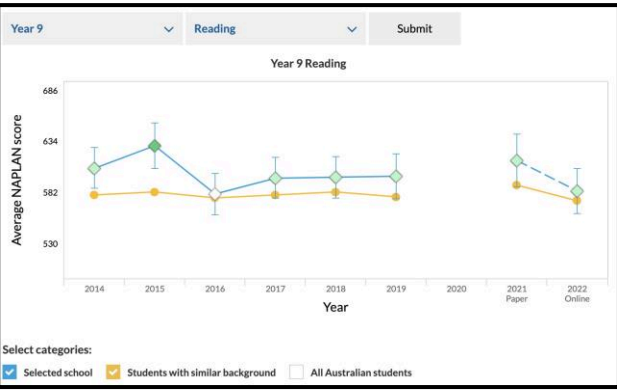 Year 9 Reading Submit
Year 9 Reading
686
634
582
530
Average NAPLAN score
2014 2015 2016 2017 2018 2019 2020 2021 2022
Paper Online
Year
Select categories:
Selected school Students with similar background All Australian students